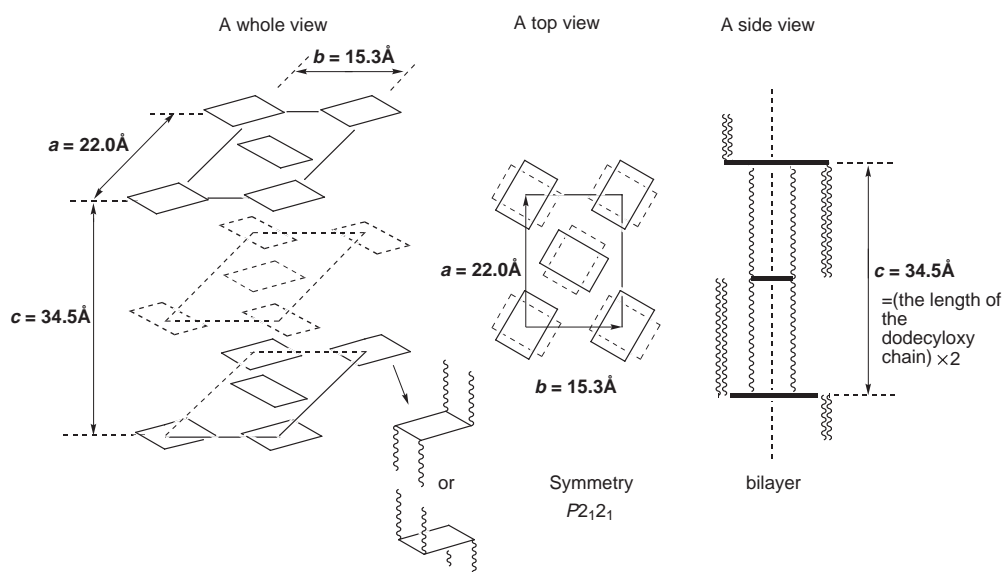 A whole view
A top view
A side view
b = 15.3Å
a = 22.0Å
c = 34.5Å
or
a = 22.0Å
b = 15.3Å
Symmetry
P2₁2₁
c = 34.5Å
=(the length of
the
dodecyloxy
chain) ×2
bilayer